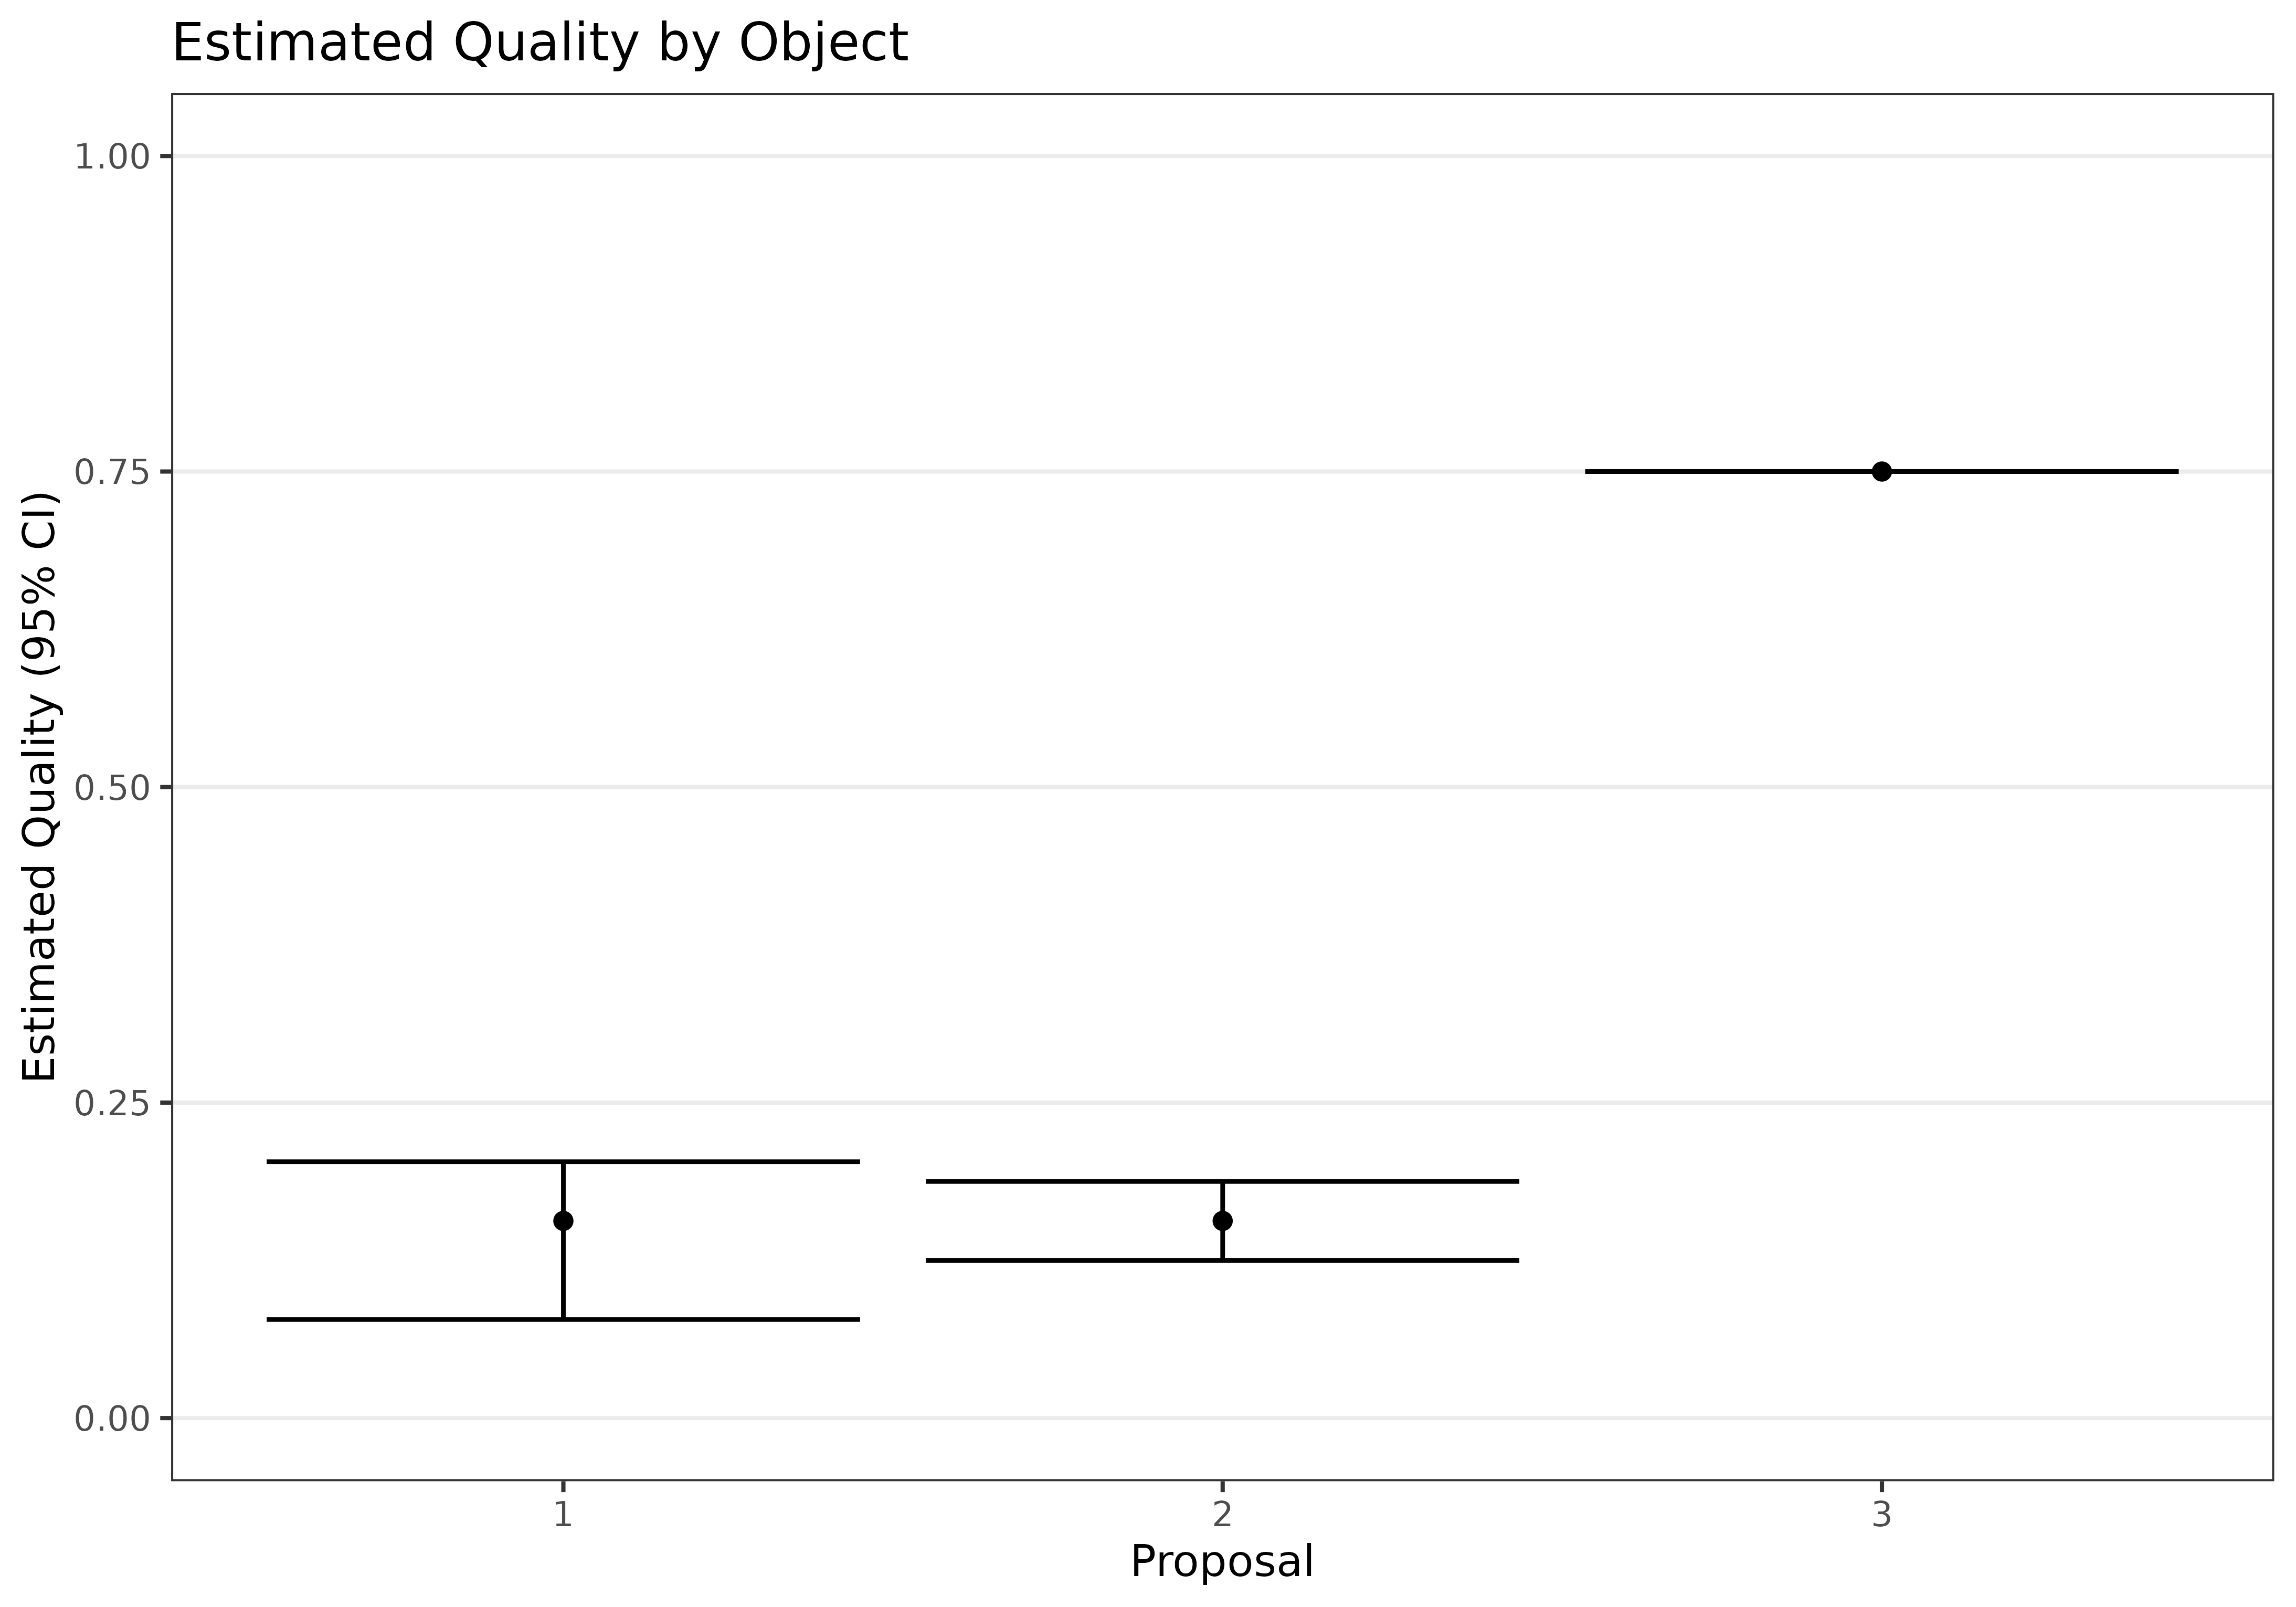 Estimated Quality by Object
Estimated Quality (95% CI)
1.00
0.75
0.50
0.25
0.00
1
2
3
Proposal